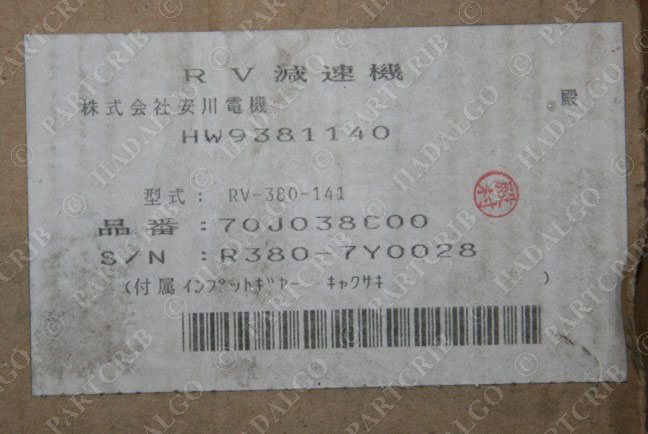 RV減速機
株式会社安川電機 殿
HW9381140
型式: RV-380-141
品番:70J038C00
S/N :R380-7Y0028
(付属 インプットギヤー キャクサキ )
© PARTCRIB © HADALGO